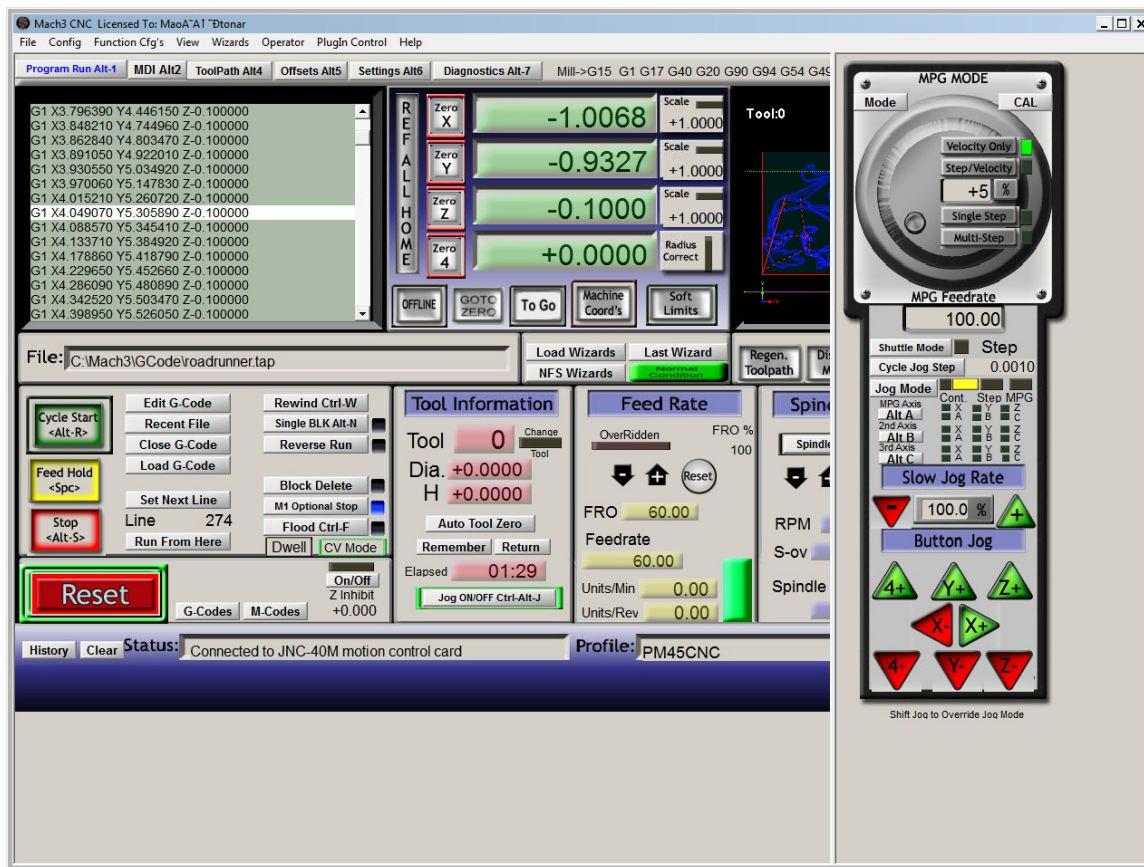 Mach3 CNC Licensed To: MaoA˜A1 ¨Ðtonar
File Config Function Cfg's View Wizards Operator PlugIn Control Help
Program Run Alt-1 MDI Alt2 ToolPath Alt4 Offsets Alt5 Settings Alt6 Diagnostics Alt-7 Mill->G15 G1 G17 G40 G20 G90 G94 G54 G49
G1 X3.796390 Y4.446150 Z-0.100000
G1 X3.848210 Y4.744960 Z-0.100000
G1 X3.862840 Y4.803470 Z-0.100000
G1 X3.891050 Y4.922010 Z-0.100000
G1 X3.930550 Y5.034920 Z-0.100000
G1 X3.970060 Y5.147830 Z-0.100000
G1 X4.015210 Y5.260720 Z-0.100000
G1 X4.049070 Y5.305890 Z-0.100000
G1 X4.088570 Y5.345410 Z-0.100000
G1 X4.133710 Y5.384920 Z-0.100000
G1 X4.178860 Y5.418790 Z-0.100000
G1 X4.229650 Y5.452660 Z-0.100000
G1 X4.286090 Y5.480890 Z-0.100000
G1 X4.342520 Y5.503470 Z-0.100000
G1 X4.398950 Y5.526050 Z-0.100000
REF ALL HOME
Zero X -1.0068 Scale +1.0000
Zero Y -0.9327 Scale +1.0000
Zero Z -0.1000 Scale +1.0000
Zero 4 +0.0000 Radius Correct
OFFLINE GOTO ZERO To Go Machine Coord's Soft Limits
Tool:0
File: C:\Mach3\GCode\roadrunner.tap
Load Wizards Last Wizard
NFS Wizards Normal Condition
Regen. Toolpath
Cycle Start <Alt-R>
Feed Hold <Spc>
Stop <Alt-S>
Edit G-Code
Recent File
Close G-Code
Load G-Code
Set Next Line
Line 274
Run From Here
Rewind Ctrl-W
Single BLK Alt-N
Reverse Run
Block Delete
M1 Optional Stop
Flood Ctrl-F
Dwell CV Mode
Reset
G-Codes M-Codes
On/Off
Z Inhibit
+0.000
Tool Information
Tool 0 Change Tool
Dia. +0.0000
H +0.0000
Auto Tool Zero
Remember Return
Elapsed 01:29
Jog ON/OFF Ctrl-Alt-J
Feed Rate
OverRidden FRO %
100
Reset
FRO 60.00
Feedrate
60.00
Units/Min 0.00
Units/Rev 0.00
Spindle
RPM
S-ov
Spindle
History Clear Status: Connected to JNC-40M motion control card Profile: PM45CNC
MPG MODE
Mode CAL
Velocity Only
Step/Velocity
+5 %
Single Step
Multi-Step
MPG Feedrate
100.00
Shuttle Mode Step
Cycle Jog Step 0.0010
Jog Mode Cont. Step MPG
MPG Axis X Y Z
Alt A A B C
2nd Axis X Y Z
Alt B A B C
3rd Axis X Y Z
Alt C A B C
Slow Jog Rate
- 100.0 % +
Button Jog
4+ Y+ Z+
X- X+
4- Y- Z-
Shift Jog to Override Jog Mode